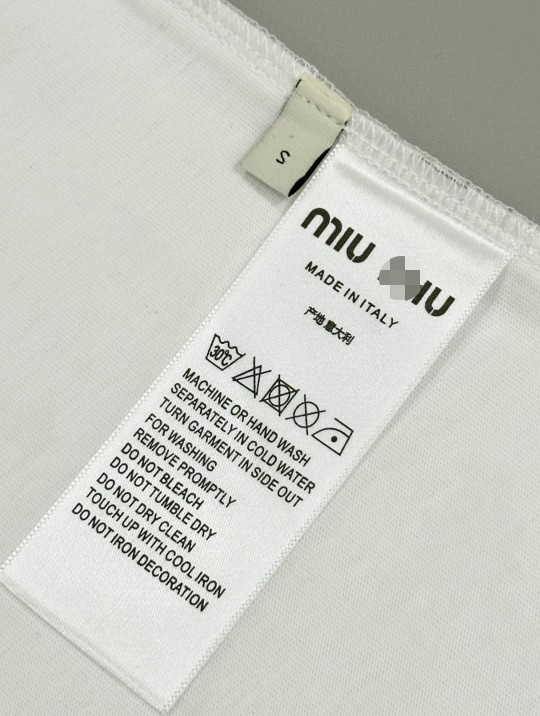 S
MIU IU
MADE IN ITALY
产地意大利
30°C
MACHINE OR HAND WASH
SEPARATELY IN COLD WATER
TURN GARMENT IN SIDE OUT
FOR WASHING
REMOVE PROMPTLY
DO NOT BLEACH
DO NOT TUMBLE DRY
DO NOT DRY CLEAN
TOUCH UP WITH COOL IRON
DO NOT IRON DECORATION